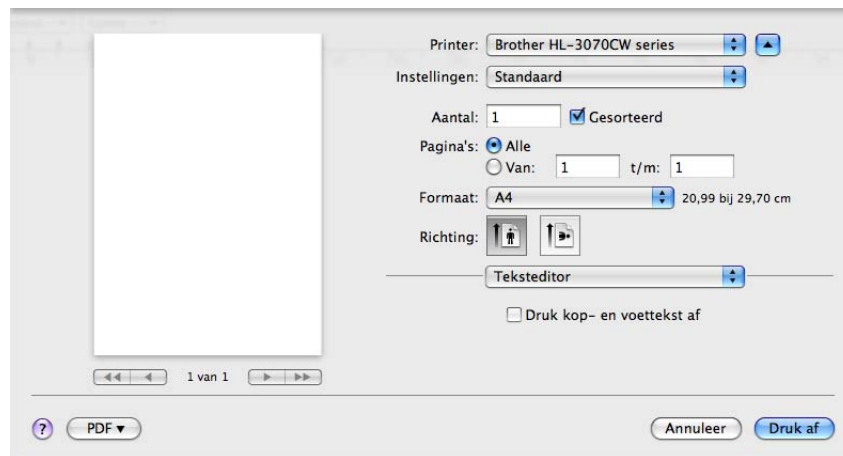 Printer: Brother HL-3070CW series
Instellingen: Standaard
Aantal: 1 Gesorteerd
Pagina's: Alle
Van: 1 t/m: 1
Formaat: A4 20,99 bij 29,70 cm
Richting:
Teksteditor
Druk kop- en voettekst af
1 van 1
? PDF Annuleer Druk af